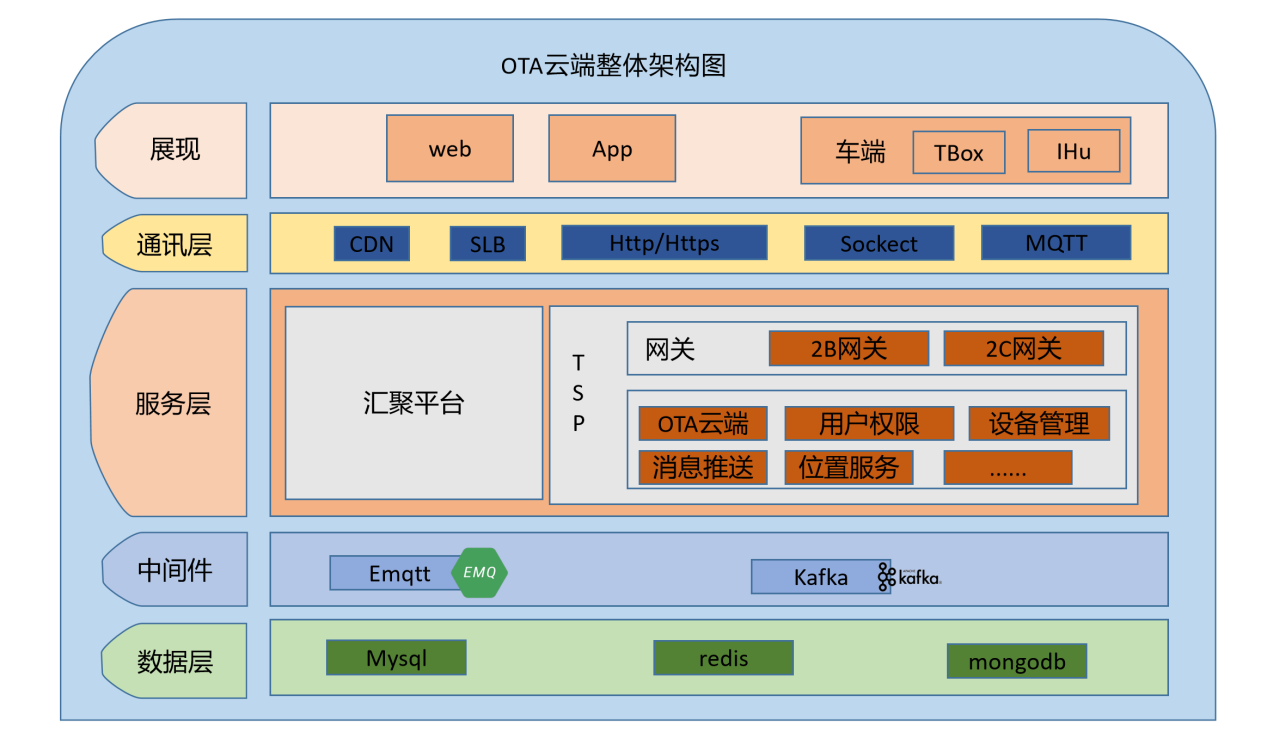 OTA云端整体架构图
展现
web
App
车端
TBox
IHu
通讯层
CDN
SLB
Http/Https
Sockect
MQTT
服务层
汇聚平台
T
S
P
网关
2B网关
2C网关
OTA云端
用户权限
设备管理
消息推送
位置服务
......
中间件
Emqtt
EMQ
Kafka
kafka
数据层
Mysql
redis
mongodb